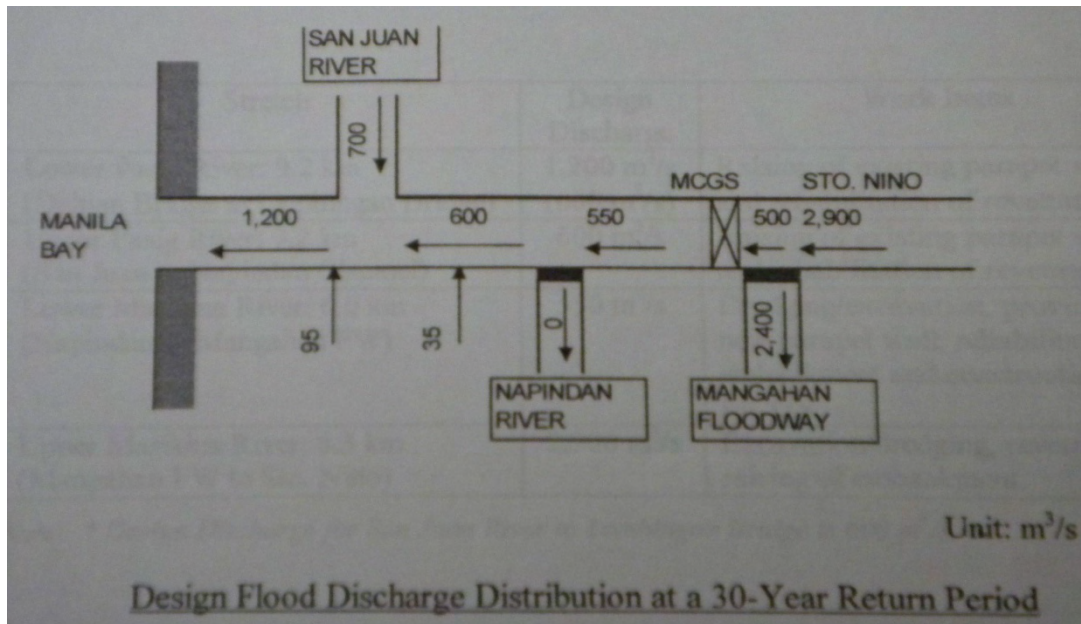 SAN JUAN
RIVER
700
MCGS
STO. NINO
MANILA
BAY
1,200
600
550
500
2,900
95
35
0
2,400
NAPINDAN
RIVER
MANGAHAN
FLOODWAY
Unit: m³/s
Design Flood Discharge Distribution at a 30-Year Return Period